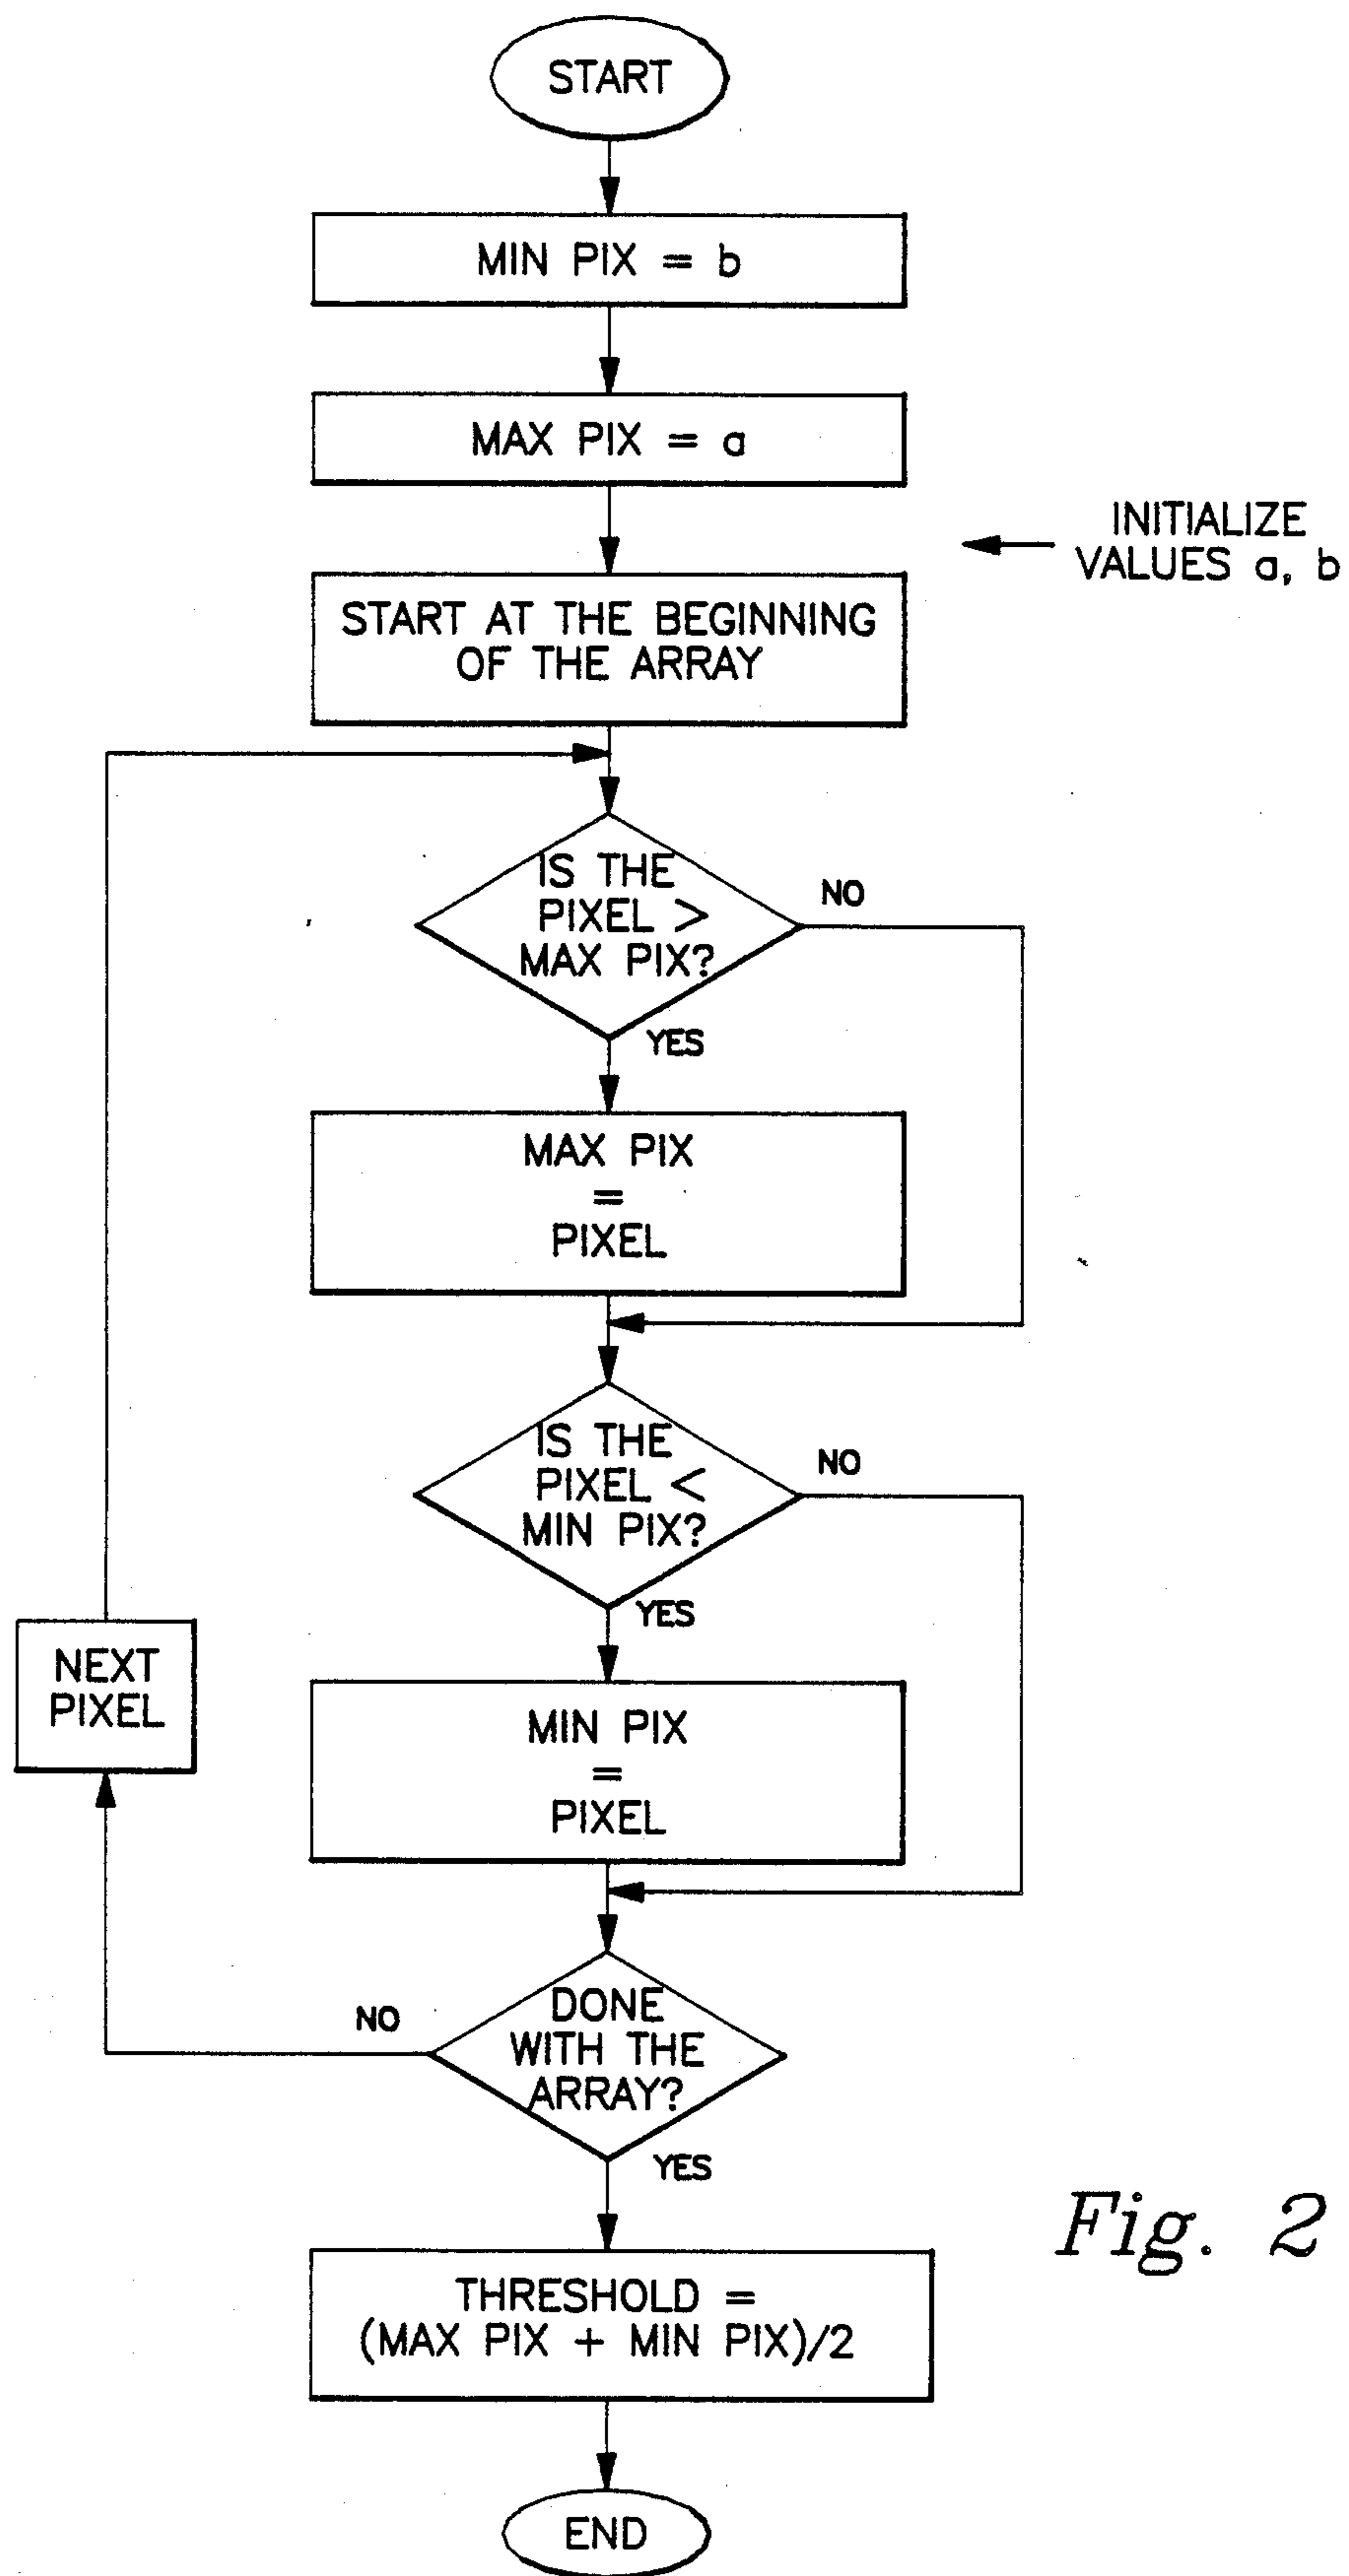 START
MIN PIX = b
MAX PIX = a
INITIALIZE
VALUES a, b
START AT THE BEGINNING
OF THE ARRAY
IS THE
PIXEL >
MAX PIX?
NO
YES
MAX PIX
=
PIXEL
IS THE
PIXEL <
MIN PIX?
NO
YES
NEXT
PIXEL
MIN PIX
=
PIXEL
DONE
WITH THE
ARRAY?
NO
YES
THRESHOLD =
(MAX PIX + MIN PIX)/2
Fig. 2
END